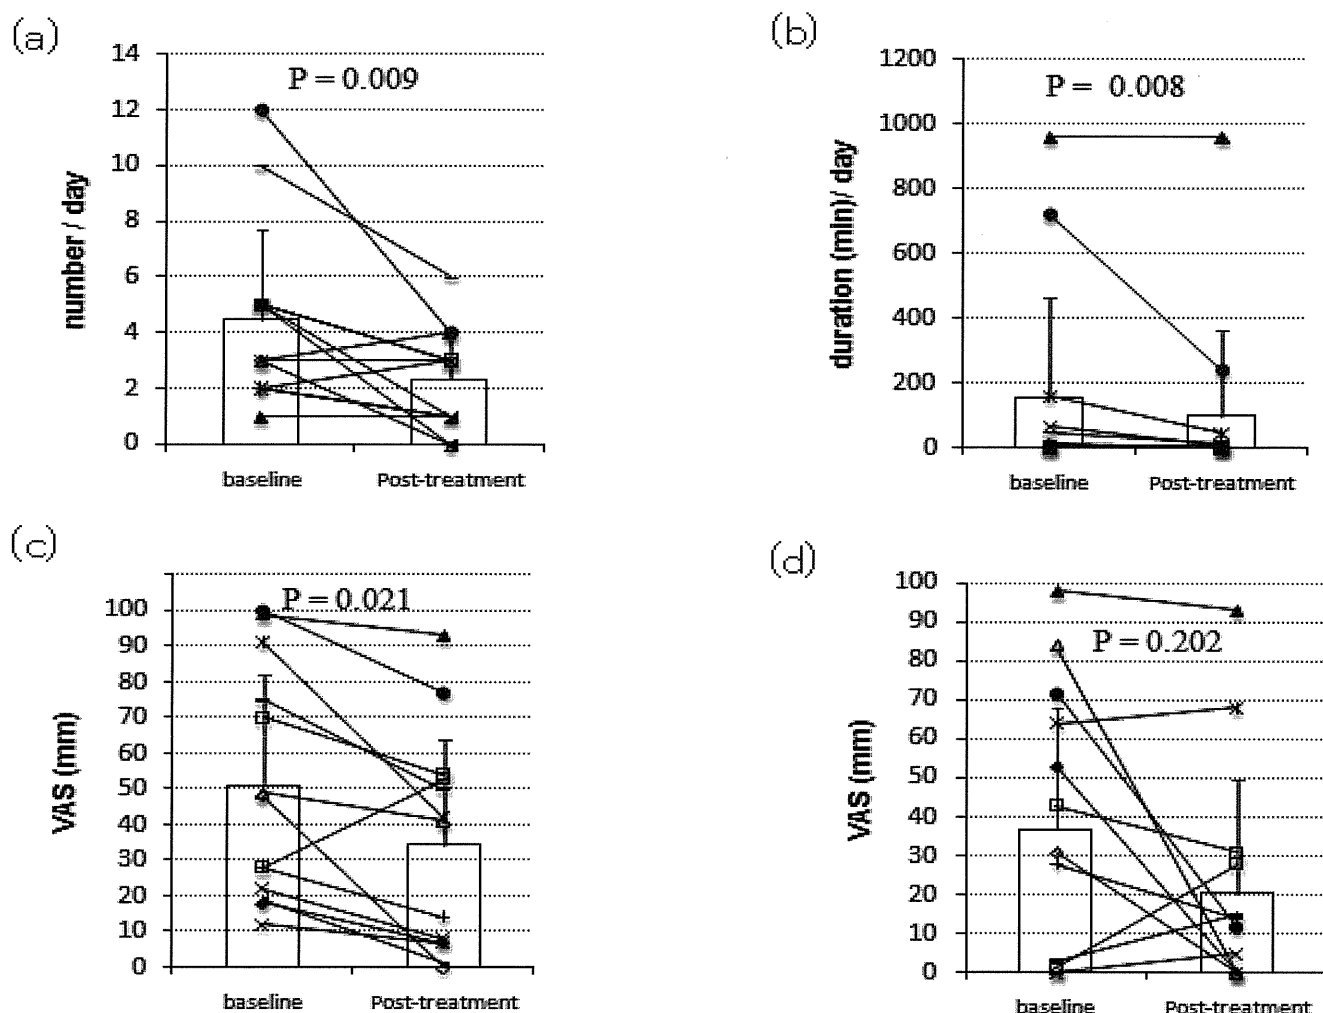 (a)
14
12
10
8
6
4
2
0
number / day
P = 0.009
baseline
Post-treatment
(b)
1200
1000
800
600
400
200
0
duration (min)/ day
P = 0.008
baseline
Post-treatment
(c)
100
90
80
70
60
50
40
30
20
10
0
VAS (mm)
P = 0.021
baseline
Post-treatment
(d)
100
90
80
70
60
50
40
30
20
10
0
VAS (mm)
P = 0.202
baseline
Post-treatment